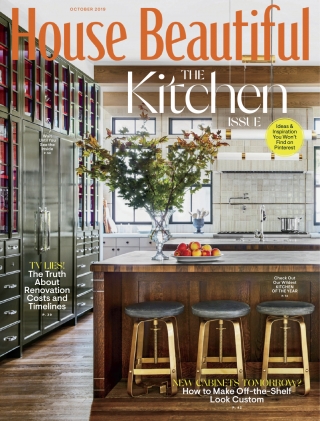 OCTOBER 2019
House Beautiful
THE
Kitchen
ISSUE
Ideas &
Inspiration
You Won't
Find on
Pinterest
See the
TV LIES!
The Truth
About
Renovation
Costs and
Timelines
Check Out
Our Wildest
KITCHEN
OF THE YEAR
NEW CABINETS TOMORROW?
How to Make Off-the-Shelf
Look Custom